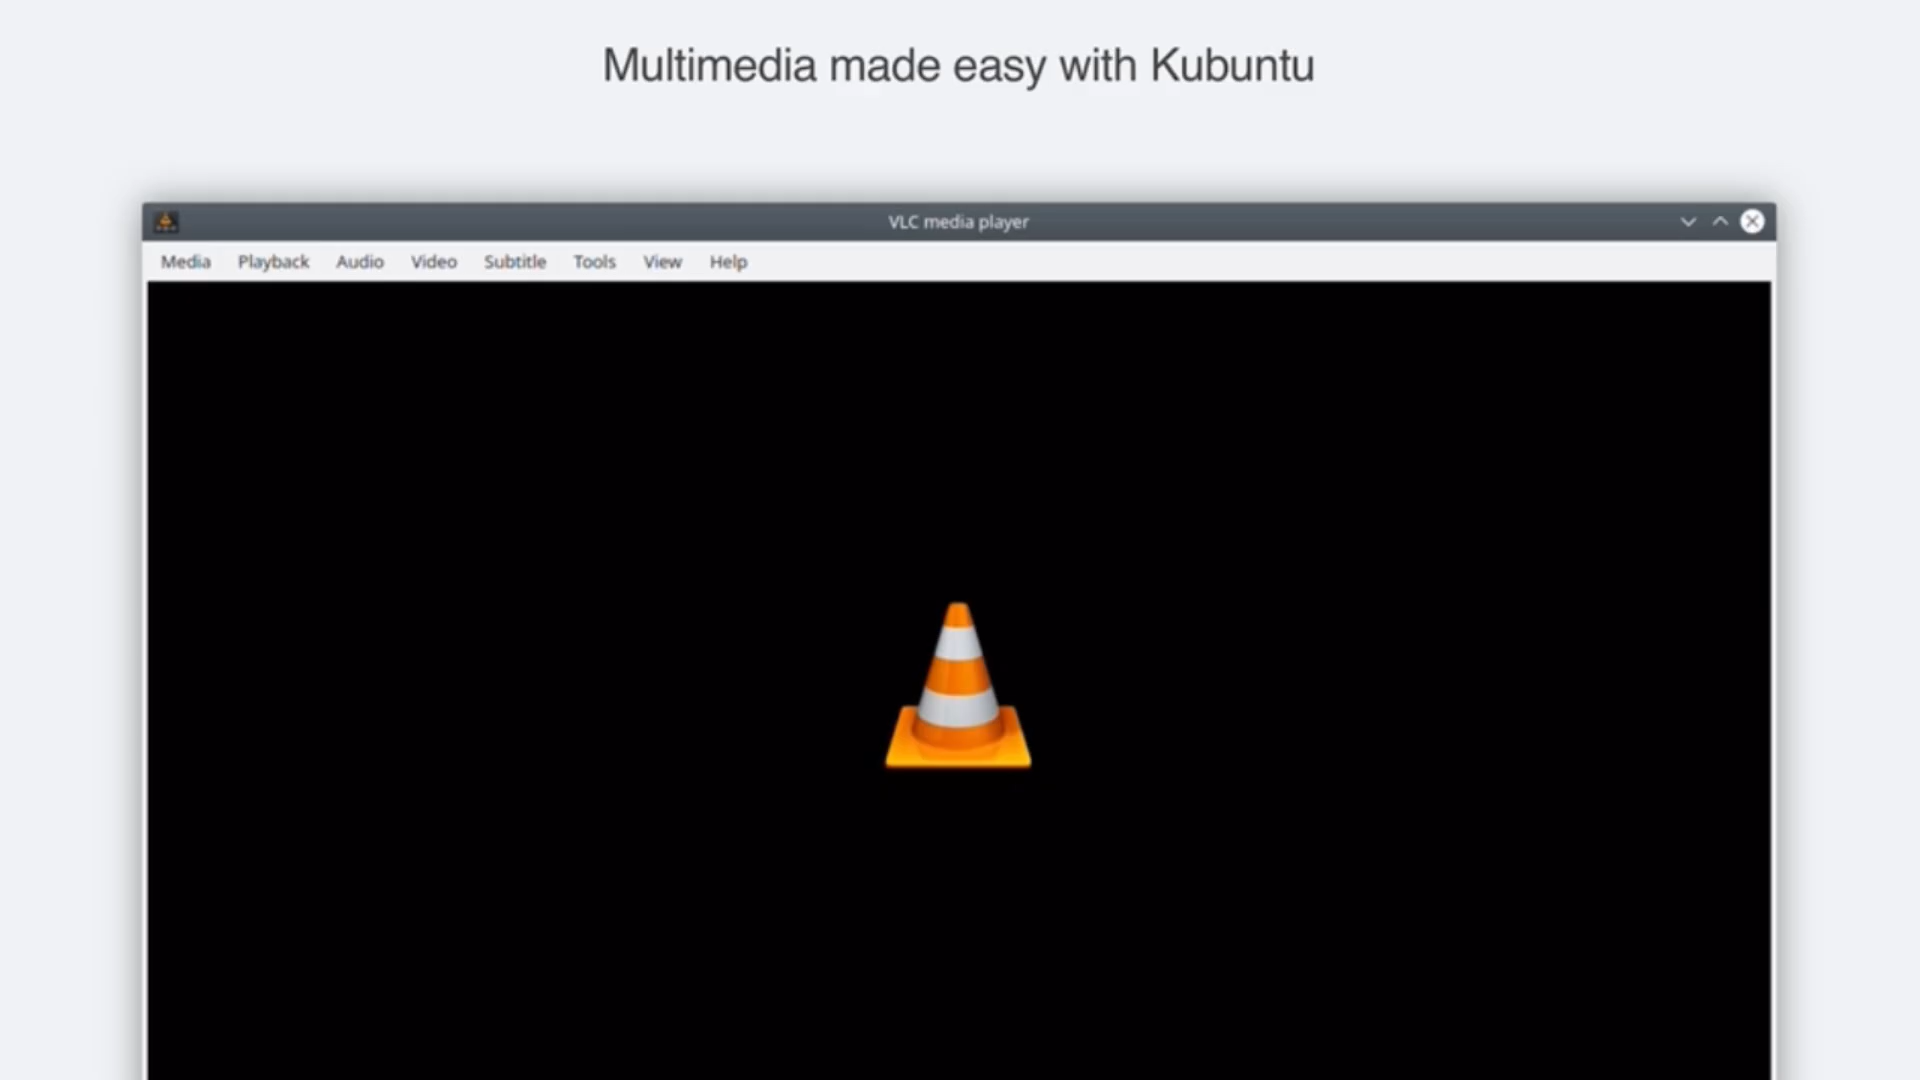 Multimedia made easy with Kubuntu
VLC media player
Media Playback Audio Video Subtitle Tools View Help